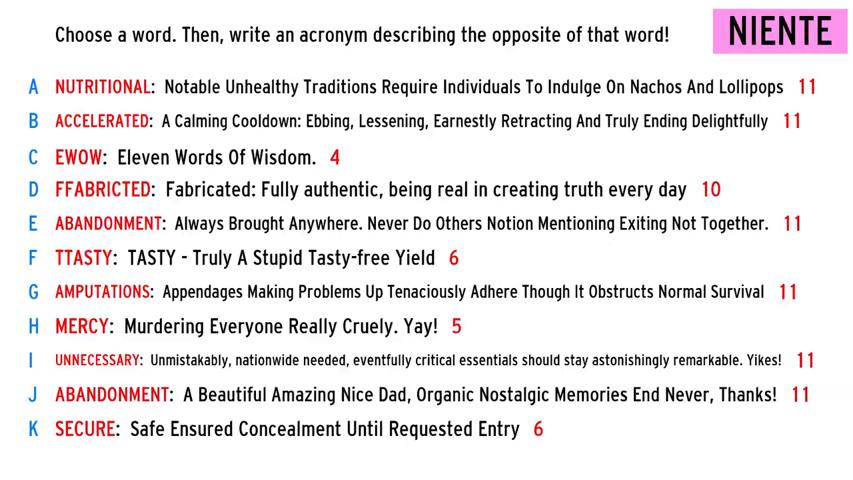 Choose a word. Then, write an acronym describing the opposite of that word!
NIENTE
A NUTRITIONAL: Notable Unhealthy Traditions Require Individuals To Indulge On Nachos And Lollipops 11
B ACCELERATED: A Calming Cooldown: Ebbing, Lessening, Earnestly Retracting And Truly Ending Delightfully 11
C EWOW: Eleven Words Of Wisdom. 4
D FFABRICTED: Fabricated: Fully authentic, being real in creating truth every day 10
E ABANDONMENT: Always Brought Anywhere. Never Do Others Notion Mentioning Exiting Not Together. 11
F TTASTY: TASTY - Truly A Stupid Tasty-free Yield 6
G AMPUTATIONS: Appendages Making Problems Up Tenaciously Adhere Though It Obstructs Normal Survival 11
H MERCY: Murdering Everyone Really Cruely. Yay! 5
I UNNECESSARY: Unmistakably, nationwide needed, eventfully critical essentials should stay astonishingly remarkable. Yikes! 11
J ABANDONMENT: A Beautiful Amazing Nice Dad, Organic Nostalgic Memories End Never, Thanks! 11
K SECURE: Safe Ensured Concealment Until Requested Entry 6